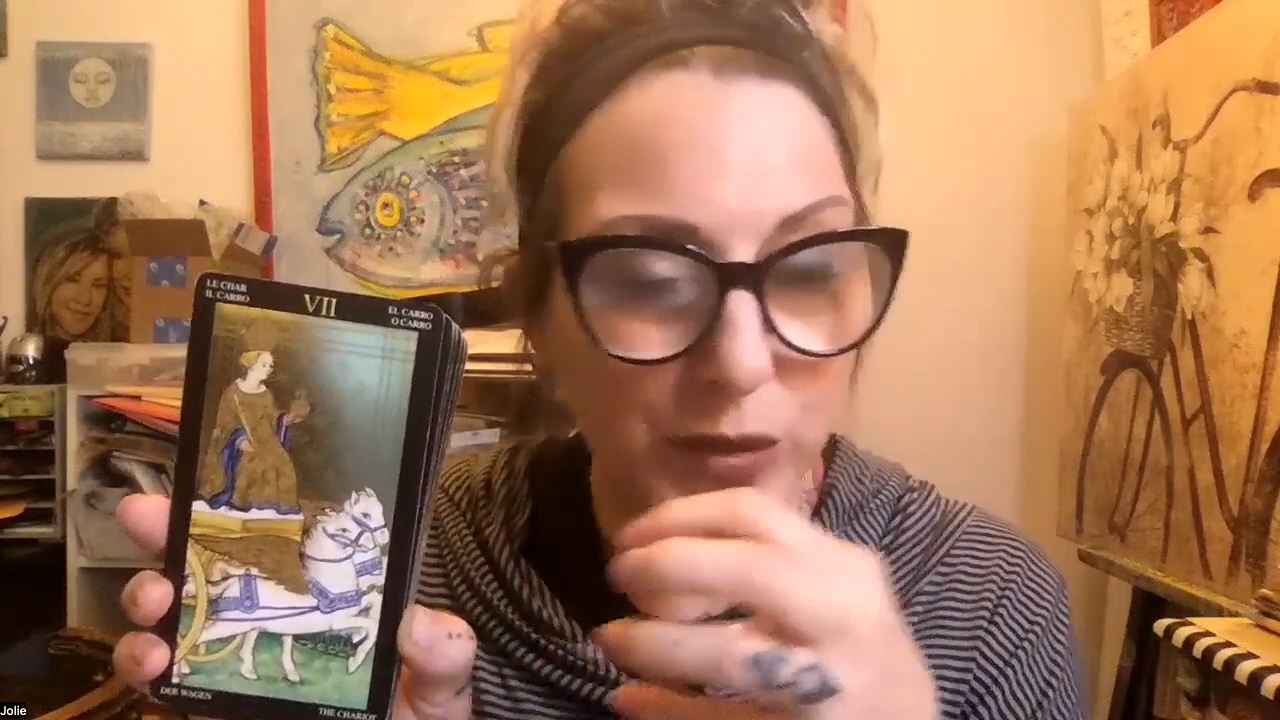 LE CHAR
IL CARRO
VII
EL CARRO
O CARRO
DER WAGEN
THE CHARIOT
Jolie